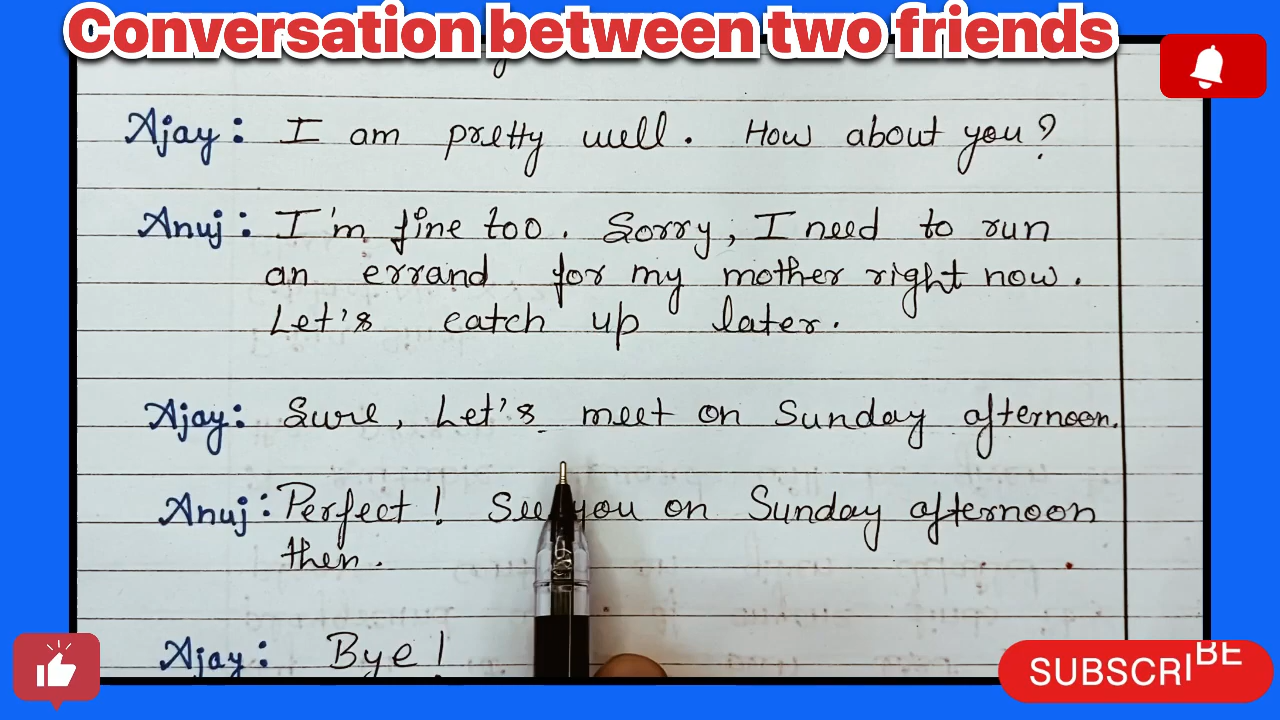 Conversation between two friends
Ajay: I am pretty well. How about you?
Anuj: I'm fine too. Sorry, I need to run
an errand for my mother right now.
Let's catch up later.
Ajay: Sure, Let's meet on Sunday afternoon.
Anuj: Perfect! See you on Sunday afternoon
then.
Ajay: Bye!
SUBSCRIBE